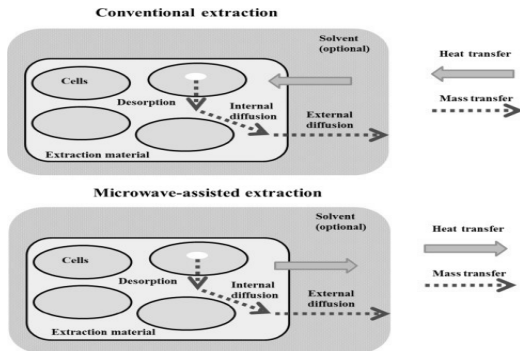 Conventional extraction
Solvent
(optional)
Heat transfer
Cells
Desorption
Internal
diffusion
External
diffusion
Mass transfer
Extraction material
Microwave-assisted extraction
Solvent
(optional)
Heat transfer
Cells
Desorption
Internal
diffusion
External
diffusion
Mass transfer
Extraction material